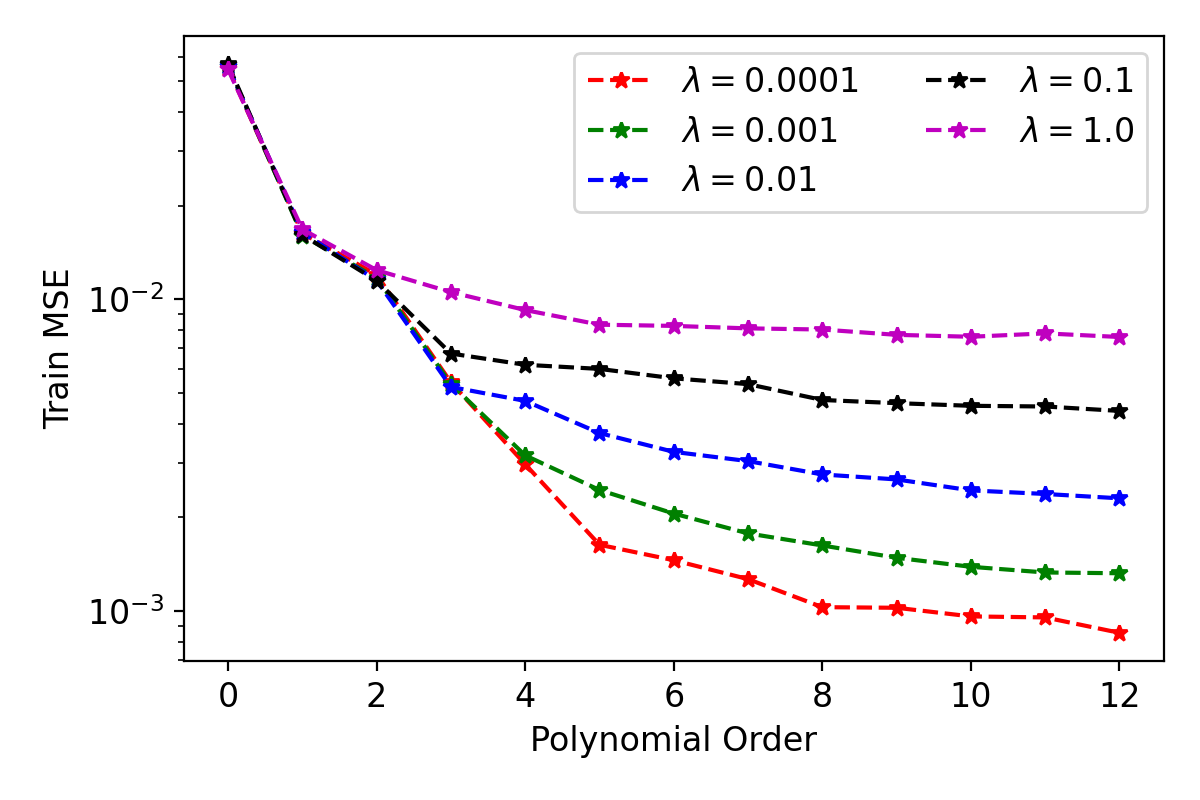 λ = 0.0001
λ = 0.001
λ = 0.01
λ = 0.1
λ = 1.0
Train MSE
10⁻²
10⁻³
0 2 4 6 8 10 12
Polynomial Order